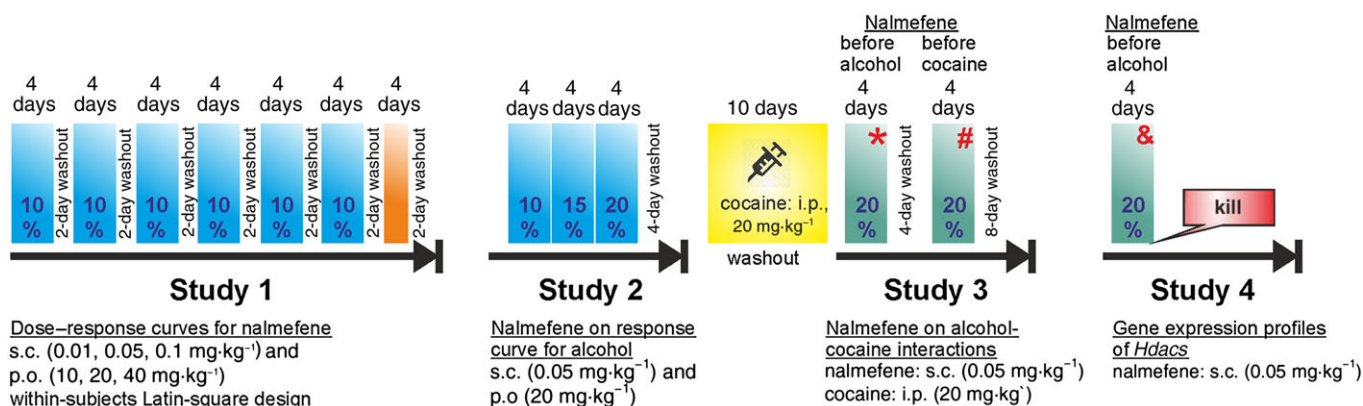 Nalmefene
before alcohol
before cocaine
Nalmefene
before alcohol
4 days
4 days
4 days
4 days
4 days
4 days
4 days
4 days
4 days
4 days
10 days
4 days
4 days
4 days
10 %
2-day washout
10 %
2-day washout
10 %
2-day washout
10 %
2-day washout
10 %
2-day washout
10 %
2-day washout
2-day washout
10 %
15 %
20 %
4-day washout
cocaine: i.p.,
20 mg·kg⁻¹
washout
*
20 %
4-day washout
#
20 %
8-day washout
&
20 %
kill
Study 1
Study 2
Study 3
Study 4
Dose–response curves for nalmefene
s.c. (0.01, 0.05, 0.1 mg·kg⁻¹) and
p.o. (10, 20, 40 mg·kg⁻¹)
within-subjects Latin-square design
Nalmefene on response
curve for alcohol
s.c. (0.05 mg·kg⁻¹) and
p.o (20 mg·kg⁻¹)
Nalmefene on alcohol-
cocaine interactions
nalmefene: s.c. (0.05 mg·kg⁻¹)
cocaine: i.p. (20 mg·kg`)
Gene expression profiles
of Hdacs
nalmefene: s.c. (0.05 mg·kg⁻¹)